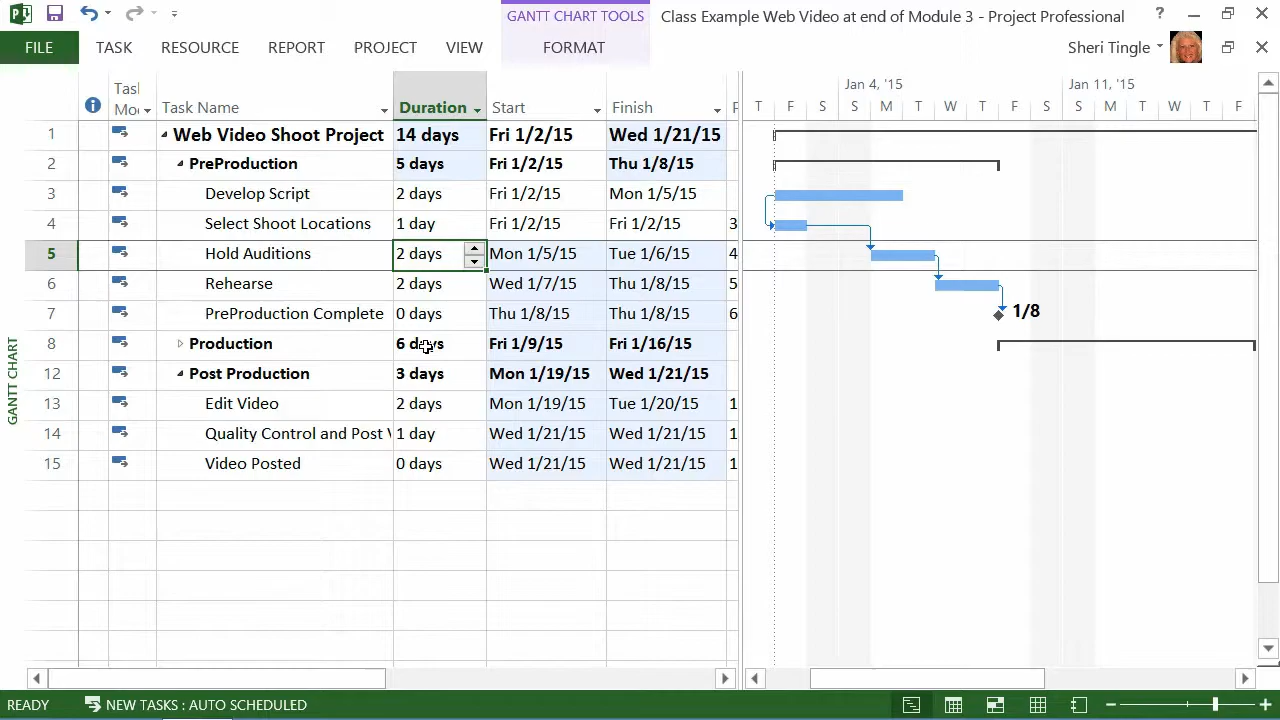 GANTT CHART TOOLS
Class Example Web Video at end of Module 3 - Project Professional
?
FILE TASK RESOURCE REPORT PROJECT VIEW FORMAT
Sheri Tingle
Task Mode
Task Name Duration Start Finish P
Jan 4, '15 Jan 11, '15
T F S S M T W T F S S M T W T F
1 Web Video Shoot Project 14 days Fri 1/2/15 Wed 1/21/15
2 PreProduction 5 days Fri 1/2/15 Thu 1/8/15
3 Develop Script 2 days Fri 1/2/15 Mon 1/5/15
4 Select Shoot Locations 1 day Fri 1/2/15 Fri 1/2/15 3
5 Hold Auditions 2 days Mon 1/5/15 Tue 1/6/15 4
6 Rehearse 2 days Wed 1/7/15 Thu 1/8/15 5
7 PreProduction Complete 0 days Thu 1/8/15 Thu 1/8/15 6
1/8
8 Production 6 days Fri 1/9/15 Fri 1/16/15
12 Post Production 3 days Mon 1/19/15 Wed 1/21/15
13 Edit Video 2 days Mon 1/19/15 Tue 1/20/15 1
14 Quality Control and Post V 1 day Wed 1/21/15 Wed 1/21/15 1
15 Video Posted 0 days Wed 1/21/15 Wed 1/21/15 1
GANTT CHART
READY NEW TASKS : AUTO SCHEDULED